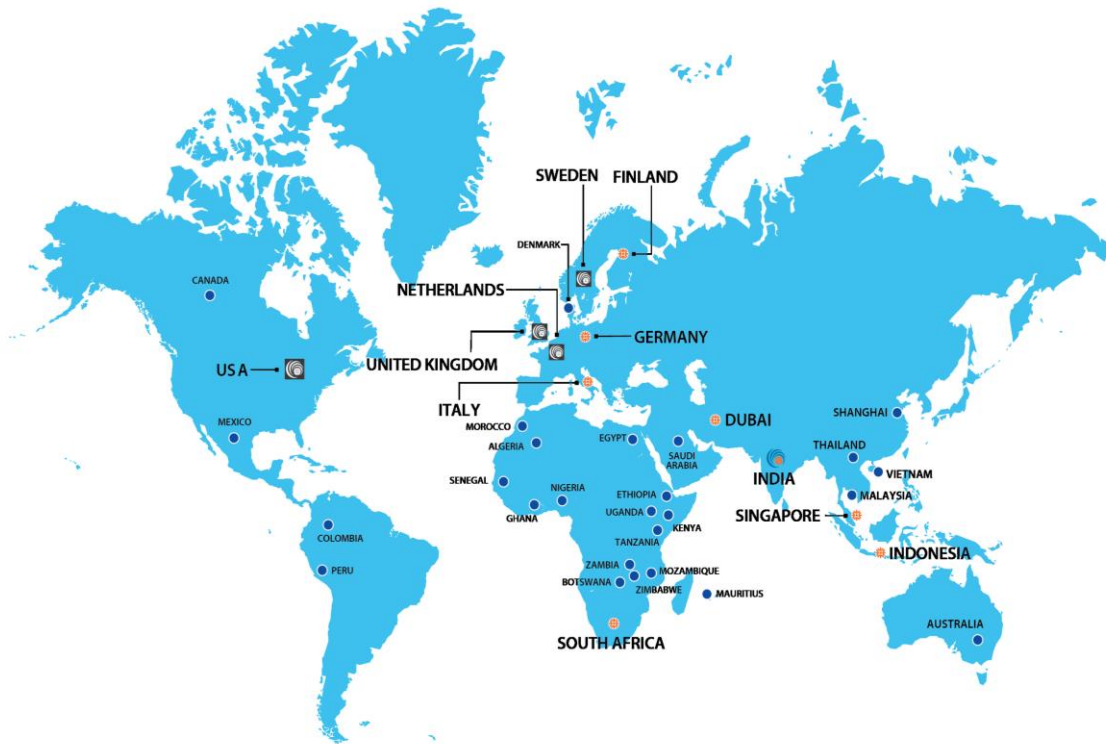 SWEDEN
FINLAND
DENMARK
CANADA
NETHERLANDS
GERMANY
UNITED KINGDOM
USA
ITALY
SHANGHAI
DUBAI
MEXICO
MOROCCO
EGYPT
ALGERIA
SAUDI
ARABIA
THAILAND
VIETNAM
INDIA
SENEGAL
NIGERIA
ETHIOPIA
MALAYSIA
GHANA
UGANDA
SINGAPORE
KENYA
COLOMBIA
TANZANIA
INDONESIA
ZAMBIA
PERU
MOZAMBIQUE
BOTSWANA
ZIMBABWE
MAURITIUS
AUSTRALIA
SOUTH AFRICA